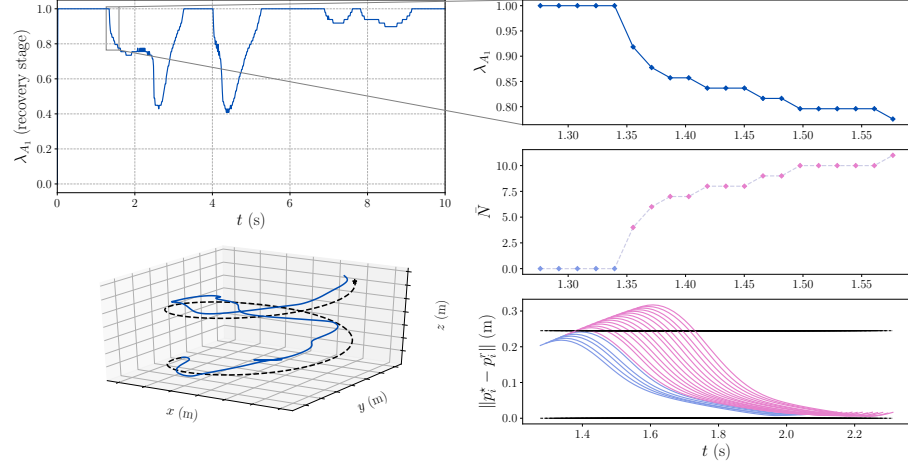 1.0
0.8
0.6
0.4
0.2
0.0
λ_{A_1} (recovery stage)
0 2 4 6 8 10
t (s)
1.00
0.95
0.90
0.85
0.80
λ_{A_1}
1.30 1.35 1.40 1.45 1.50 1.55
10.0
7.5
5.0
2.5
0.0
N̄
1.30 1.35 1.40 1.45 1.50 1.55
x (m)
y (m)
z (m)
0.3
0.2
0.1
0.0
||p_i^⋆ − p_i^r|| (m)
1.4 1.6 1.8 2.0 2.2
t (s)